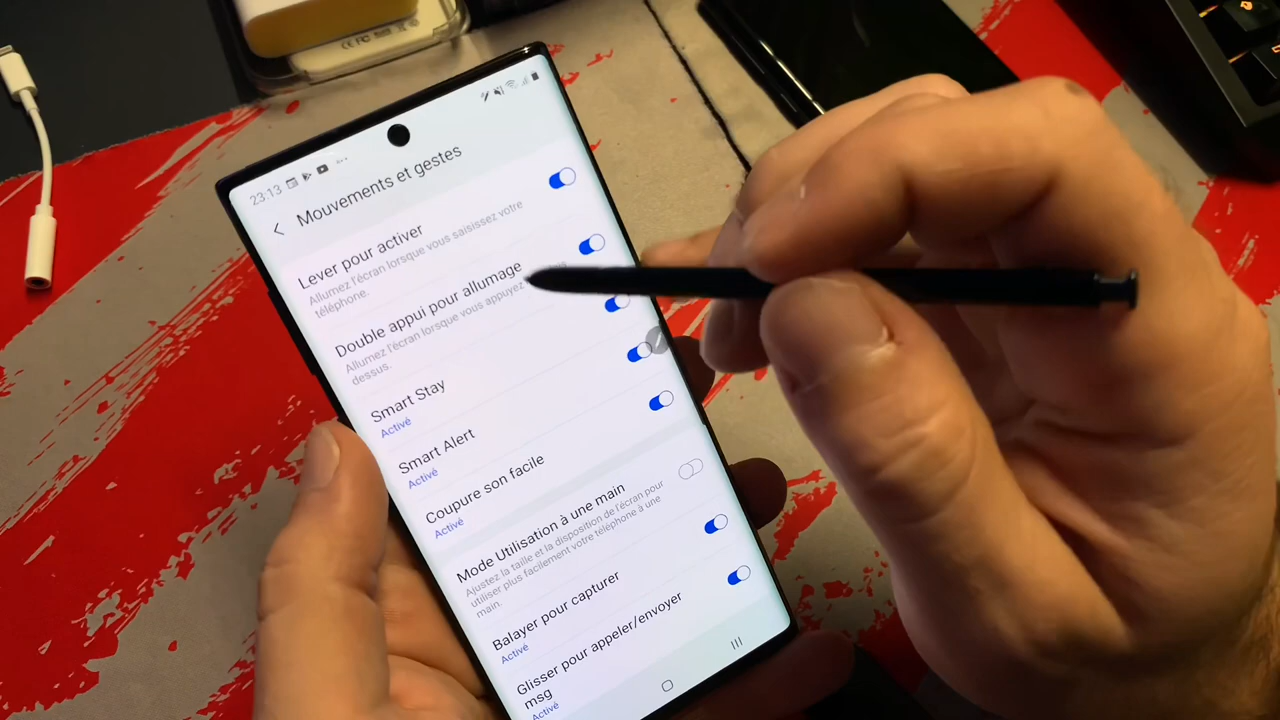 23:13
Mouvements et gestes
Lever pour activer
Allumez l'écran lorsque vous saisissez votre
téléphone.
Double appui pour allumage
Allumez l'écran lorsque vous appuyez
dessus.
Smart Stay
Activé
Smart Alert
Activé
Coupure son facile
Activé
Mode Utilisation à une main
Ajustez la taille et la disposition de l'écran pour
utiliser plus facilement votre téléphone à une
main.
Balayer pour capturer
Activé
Glisser pour appeler/envoyer
msg
Activé